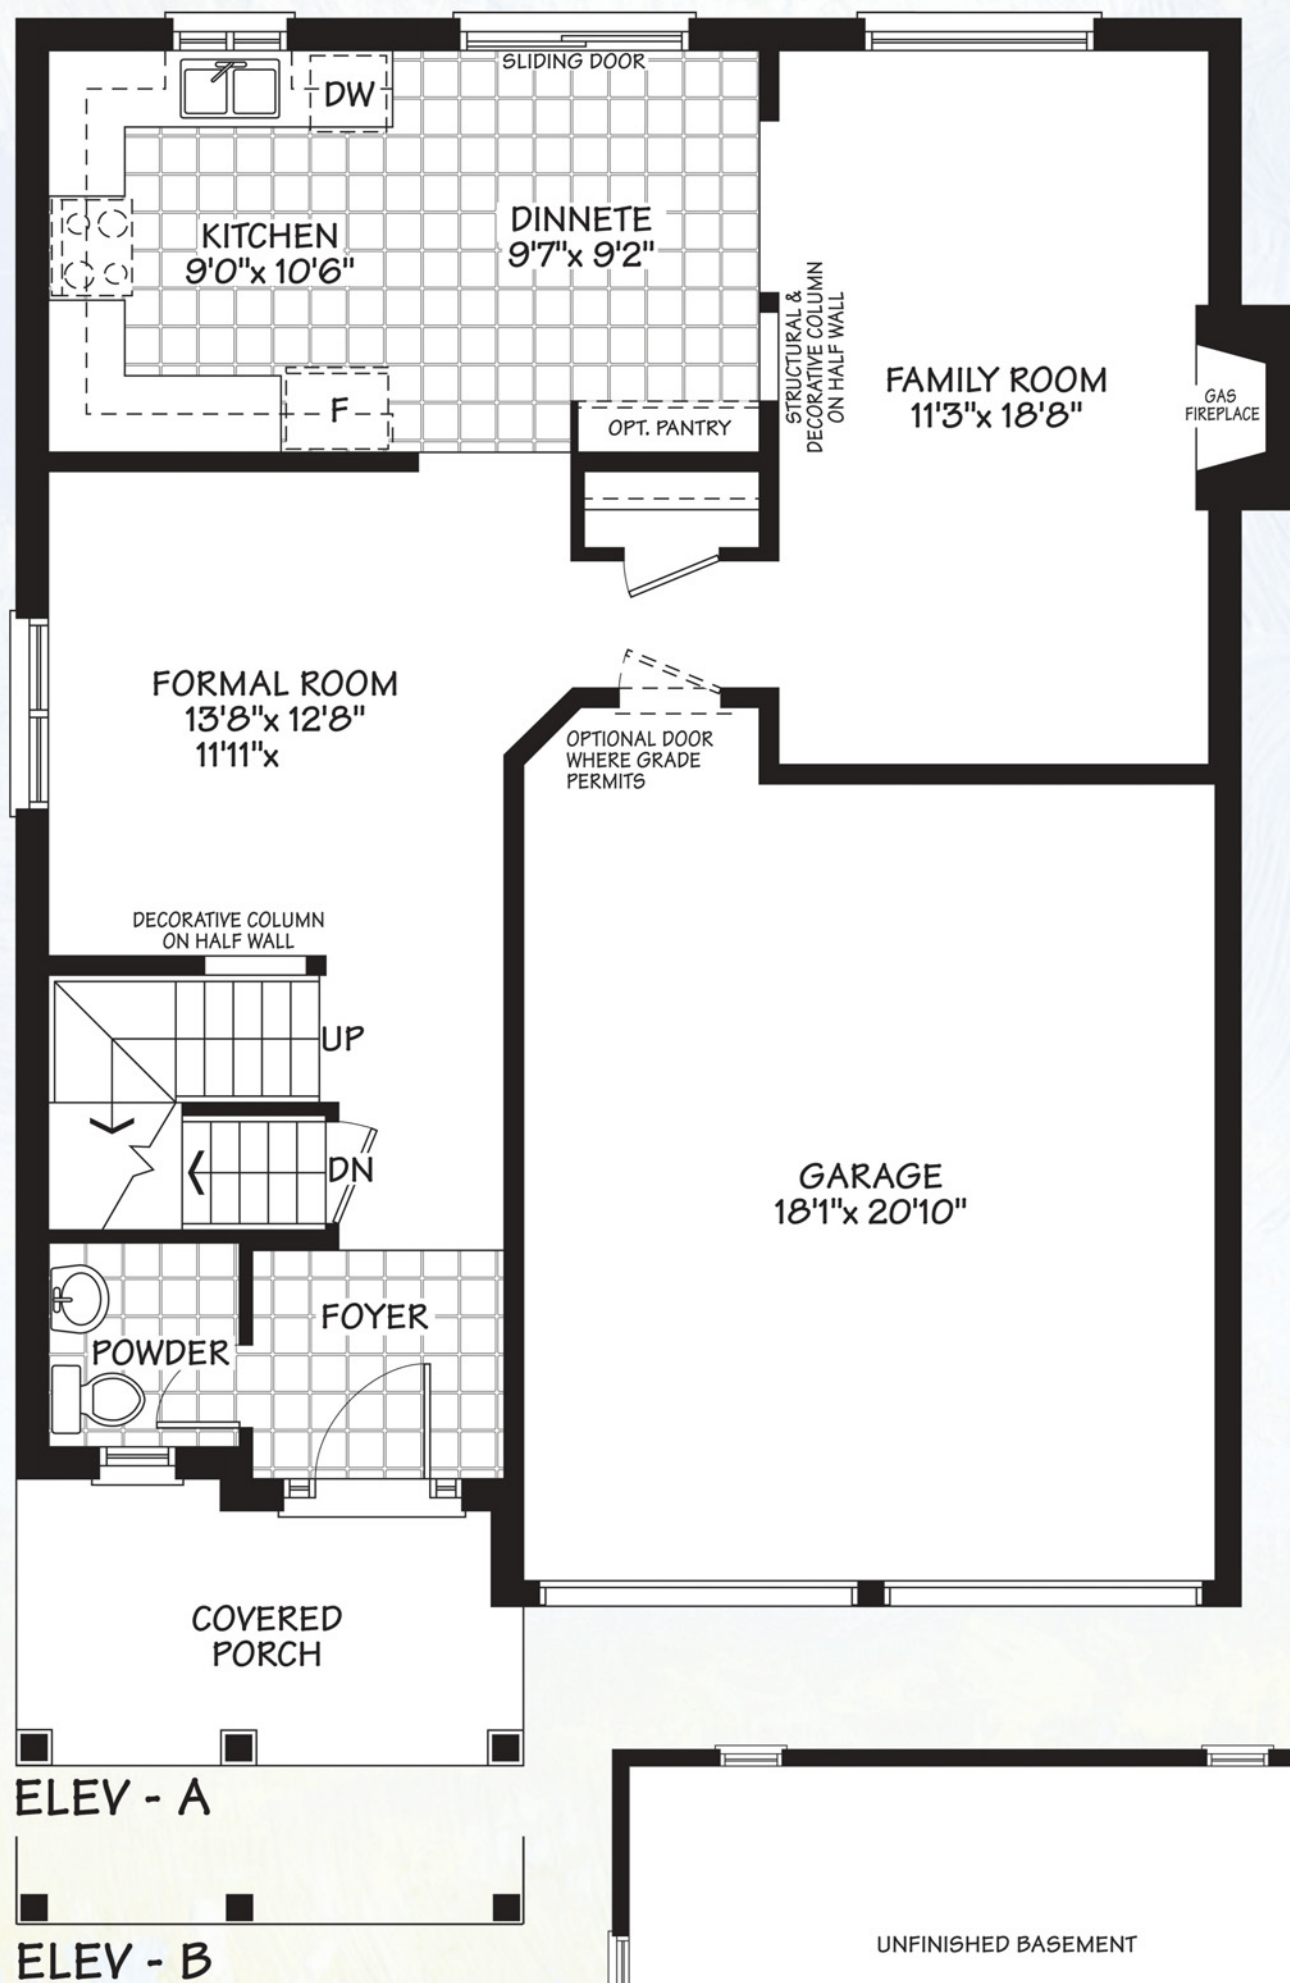 SLIDING DOOR
DW
KITCHEN
9'0"x 10'6"
DINNETE
9'7"x 9'2"
STRUCTURAL &
DECORATIVE COLUMN
ON HALF WALL
FAMILY ROOM
11'3"x 18'8"
GAS
FIREPLACE
F
OPT. PANTRY
FORMAL ROOM
13'8"x 12'8"
11'11"x
OPTIONAL DOOR
WHERE GRADE
PERMITS
DECORATIVE COLUMN
ON HALF WALL
UP
DN
GARAGE
18'1"x 20'10"
FOYER
POWDER
COVERED
PORCH
ELEV - A
ELEV - B
UNFINISHED BASEMENT